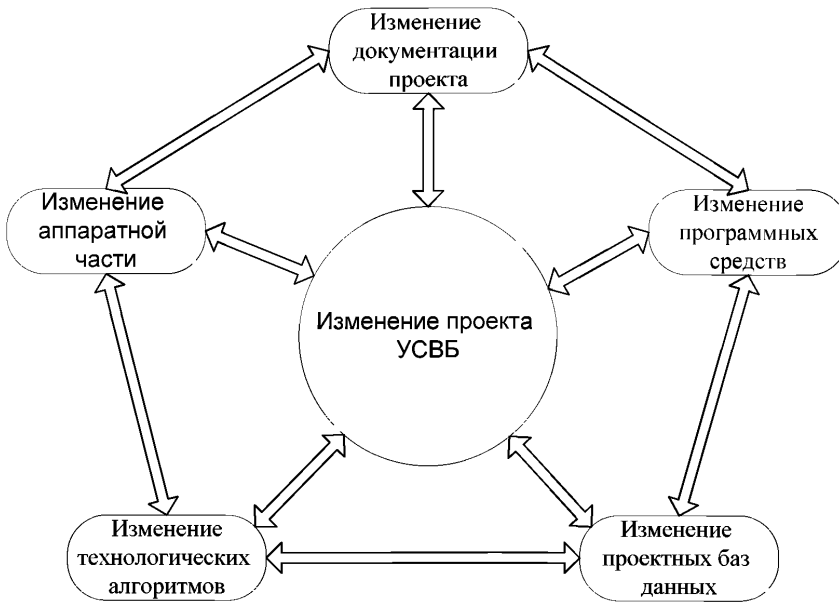 Изменение
документации
проекта
Изменение
аппаратной
части
Изменение
программных
средств
Изменение проекта
УСВБ
Изменение
технологических
алгоритмов
Изменение
проектных баз
данных